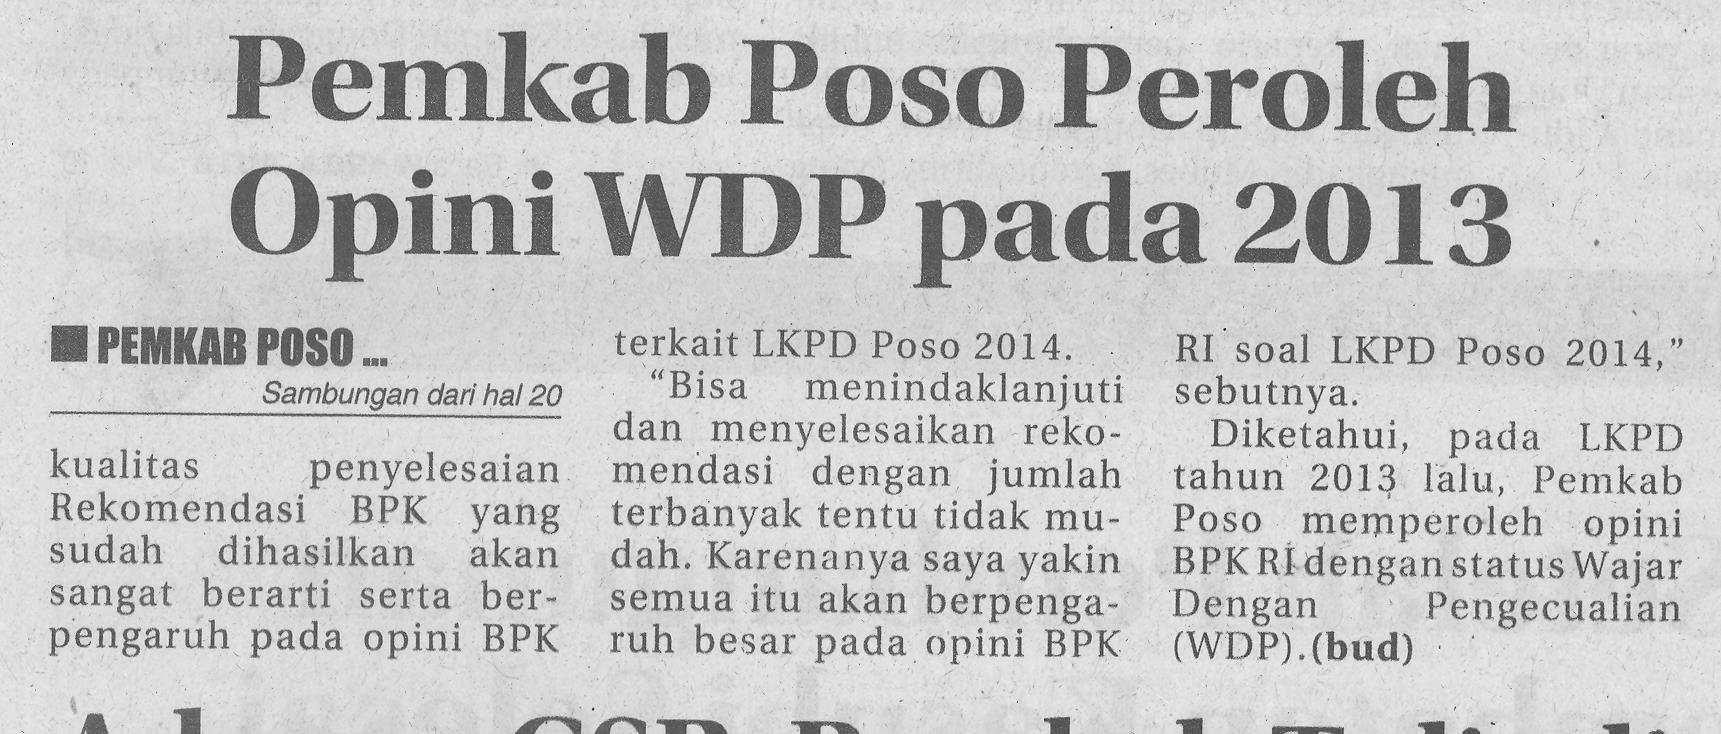 Pemkab Poso Peroleh
Opini WDP pada 2013
PEMKAB POSO ...
Sambungan dari hal 20
kualitas penyelesaian
Rekomendasi BPK yang
sudah dihasilkan akan
sangat berarti serta ber-
pengaruh pada opini BPK
terkait LKPD Poso 2014.
“Bisa menindaklanjuti
dan menyelesaikan reko-
mendasi dengan jumlah
terbanyak tentu tidak mu-
dah. Karenanya saya yakin
semua itu akan berpenga-
ruh besar pada opini BPK
RI soal LKPD Poso 2014,”
sebutnya.
Diketahui, pada LKPD
tahun 2013 lalu, Pemkab
Poso memperoleh opini
BPK RI dengan status Wajar
Dengan Pengecualian
(WDP).(bud)